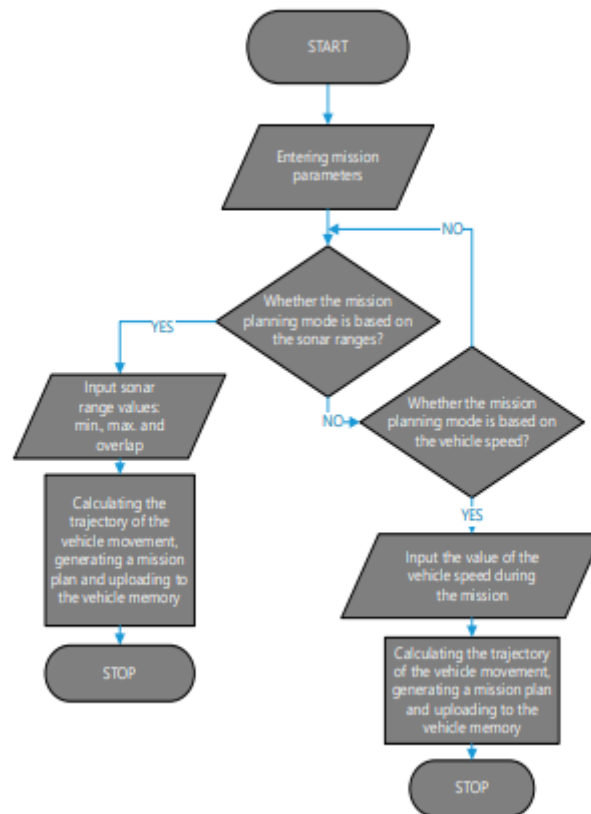 START
Entering mission
parameters
NO
Whether the mission
planning mode is based on
the sonar ranges?
YES
Input sonar
range values:
min., max. and
overlap
NO
Whether the mission
planning mode is based on
the vehicle speed?
Calculating the
trajectory of the
vehicle movement,
generating a mission
plan and uploading to
the vehicle memory
STOP
YES
Input the value of the
vehicle speed during
the mission
Calculating the trajectory
of the vehicle movement,
generating a mission plan
and uploading to the
vehicle memory
STOP